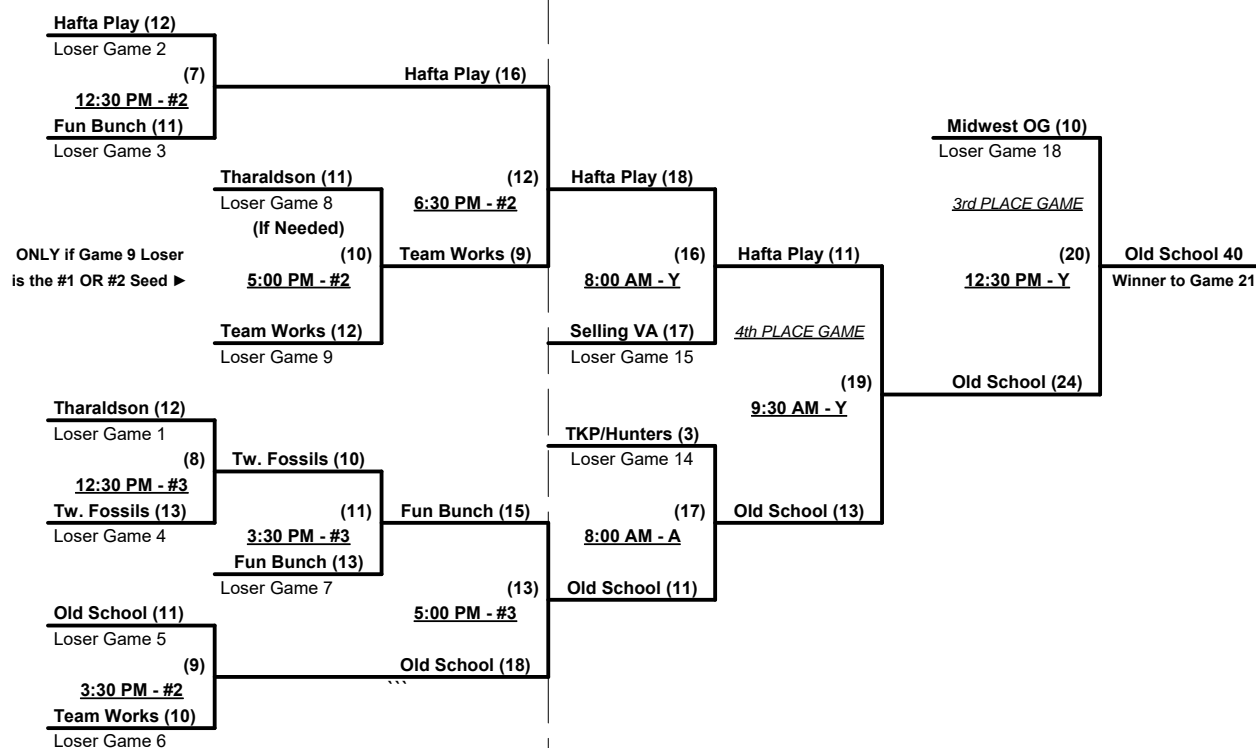 Hafta Play (12)
Loser Game 2
(7)
12:30 PM - #2
Fun Bunch (11)
Loser Game 3
Hafta Play (16)
Tharaldson (11)
Loser Game 8
(If Needed)
ONLY if Game 9 Loser
is the #1 OR #2 Seed ►
(10)
5:00 PM - #2
Team Works (12)
Loser Game 9
(12)
6:30 PM - #2
Team Works (9)
Hafta Play (18)
(16)
8:00 AM - Y
Selling VA (17)
Loser Game 15
Hafta Play (11)
4th PLACE GAME
(19)
9:30 AM - Y
Midwest OG (10)
Loser Game 18
3rd PLACE GAME
(20)
12:30 PM - Y
Old School 40
Winner to Game 21
Old School (24)
Tharaldson (12)
Loser Game 1
(8)
12:30 PM - #3
Tw. Fossils (13)
Loser Game 4
Tw. Fossils (10)
(11)
3:30 PM - #3
Fun Bunch (13)
Loser Game 7
Fun Bunch (15)
(13)
5:00 PM - #3
TKP/Hunters (3)
Loser Game 14
(17)
8:00 AM - A
Old School (13)
Old School (11)
Old School (11)
Loser Game 5
(9)
3:30 PM - #2
Team Works (10)
Loser Game 6
Old School (18)
```